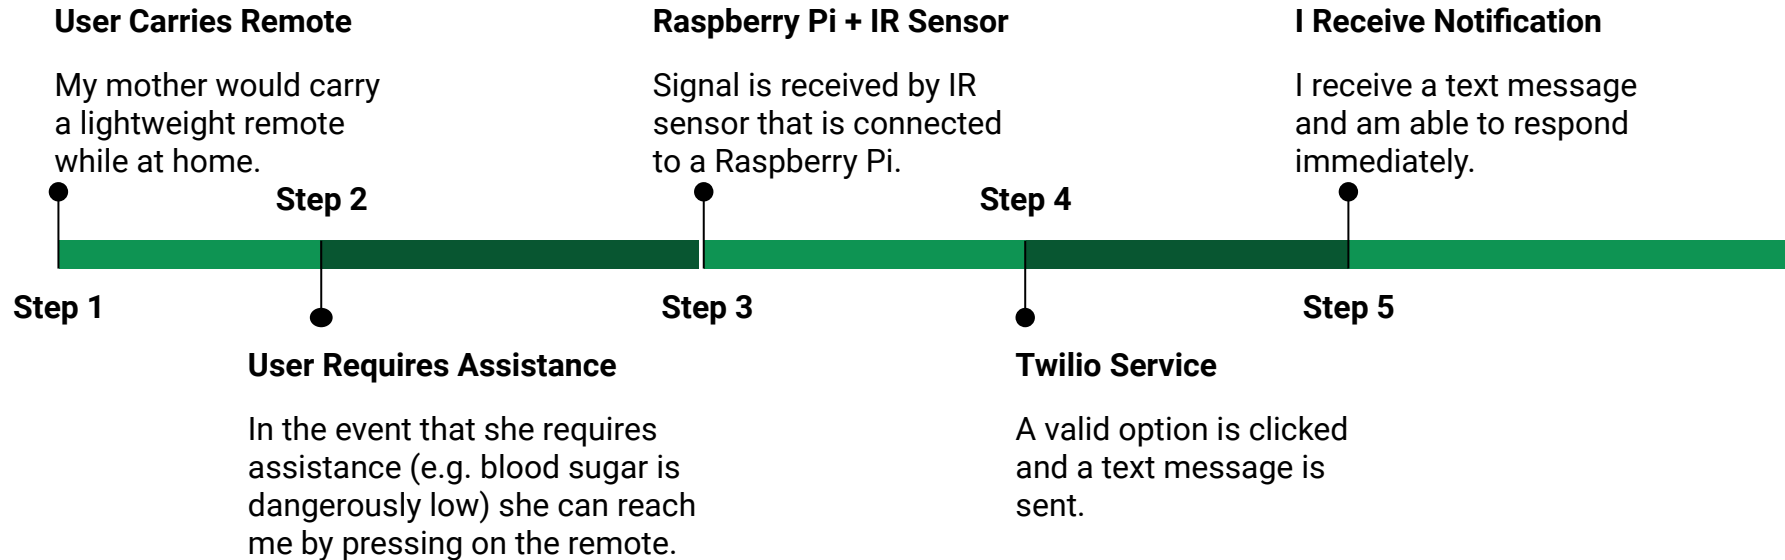 User Carries Remote
My mother would carry
a lightweight remote
while at home.
Step 1
Step 2
User Requires Assistance
In the event that she requires
assistance (e.g. blood sugar is
dangerously low) she can reach
me by pressing on the remote.
Raspberry Pi + IR Sensor
Signal is received by IR
sensor that is connected
to a Raspberry Pi.
Step 3
Step 4
Twilio Service
A valid option is clicked
and a text message is
sent.
I Receive Notification
I receive a text message
and am able to respond
immediately.
Step 5